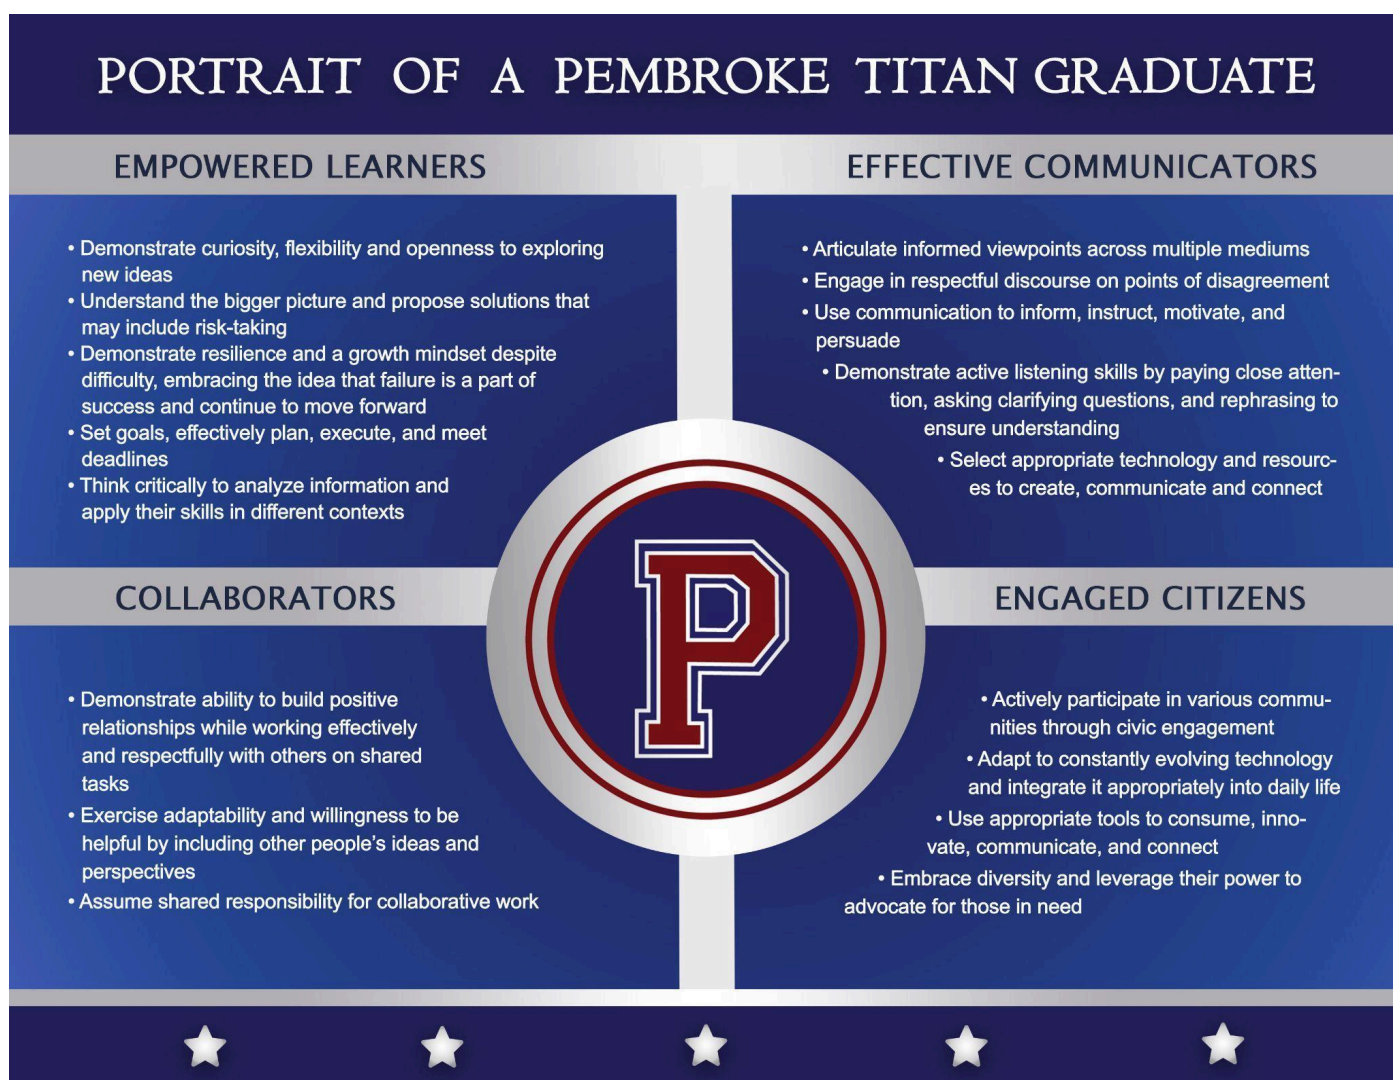 PORTRAIT OF A PEMBROKE TITAN GRADUATE
EMPOWERED LEARNERS
• Demonstrate curiosity, flexibility and openness to exploring
new ideas
• Understand the bigger picture and propose solutions that
may include risk-taking
• Demonstrate resilience and a growth mindset despite
difficulty, embracing the idea that failure is a part of
success and continue to move forward
• Set goals, effectively plan, execute, and meet
deadlines
• Think critically to analyze information and
apply their skills in different contexts
EFFECTIVE COMMUNICATORS
• Articulate informed viewpoints across multiple mediums
• Engage in respectful discourse on points of disagreement
• Use communication to inform, instruct, motivate, and
persuade
• Demonstrate active listening skills by paying close atten-
tion, asking clarifying questions, and rephrasing to
ensure understanding
• Select appropriate technology and resourc-
es to create, communicate and connect
P
COLLABORATORS
• Demonstrate ability to build positive
relationships while working effectively
and respectfully with others on shared
tasks
• Exercise adaptability and willingness to be
helpful by including other people's ideas and
perspectives
• Assume shared responsibility for collaborative work
ENGAGED CITIZENS
• Actively participate in various commu-
nities through civic engagement
• Adapt to constantly evolving technology
and integrate it appropriately into daily life
• Use appropriate tools to consume, inno-
vate, communicate, and connect
• Embrace diversity and leverage their power to
advocate for those in need